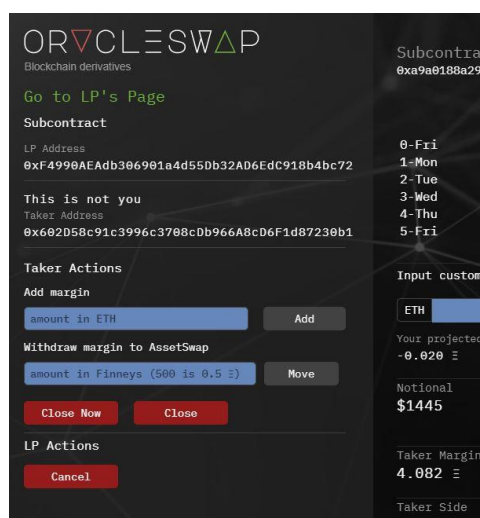 ORVCLΞSWΔP
Blockchain derivatives
Go to LP's Page
Subcontract
LP Address
0xF4990AEAdb306901a4d55Db32AD6EdC918b4bc72
This is not you
Taker Address
0x602D58c91c3996c3708cDb966A8cD6F1d87230b1
Taker Actions
Add margin
amount in ETH
Add
Withdraw margin to AssetSwap
amount in Finneys (500 is 0.5 Ξ)
Move
Close Now
Close
LP Actions
Cancel
Subcontra
0xa9a0188a29
0-Fri
1-Mon
2-Tue
3-Wed
4-Thu
5-Fri
Input custom
ETH
Your projected
-0.020 Ξ
Notional
$1445
Taker Margin
4.082 Ξ
Taker Side